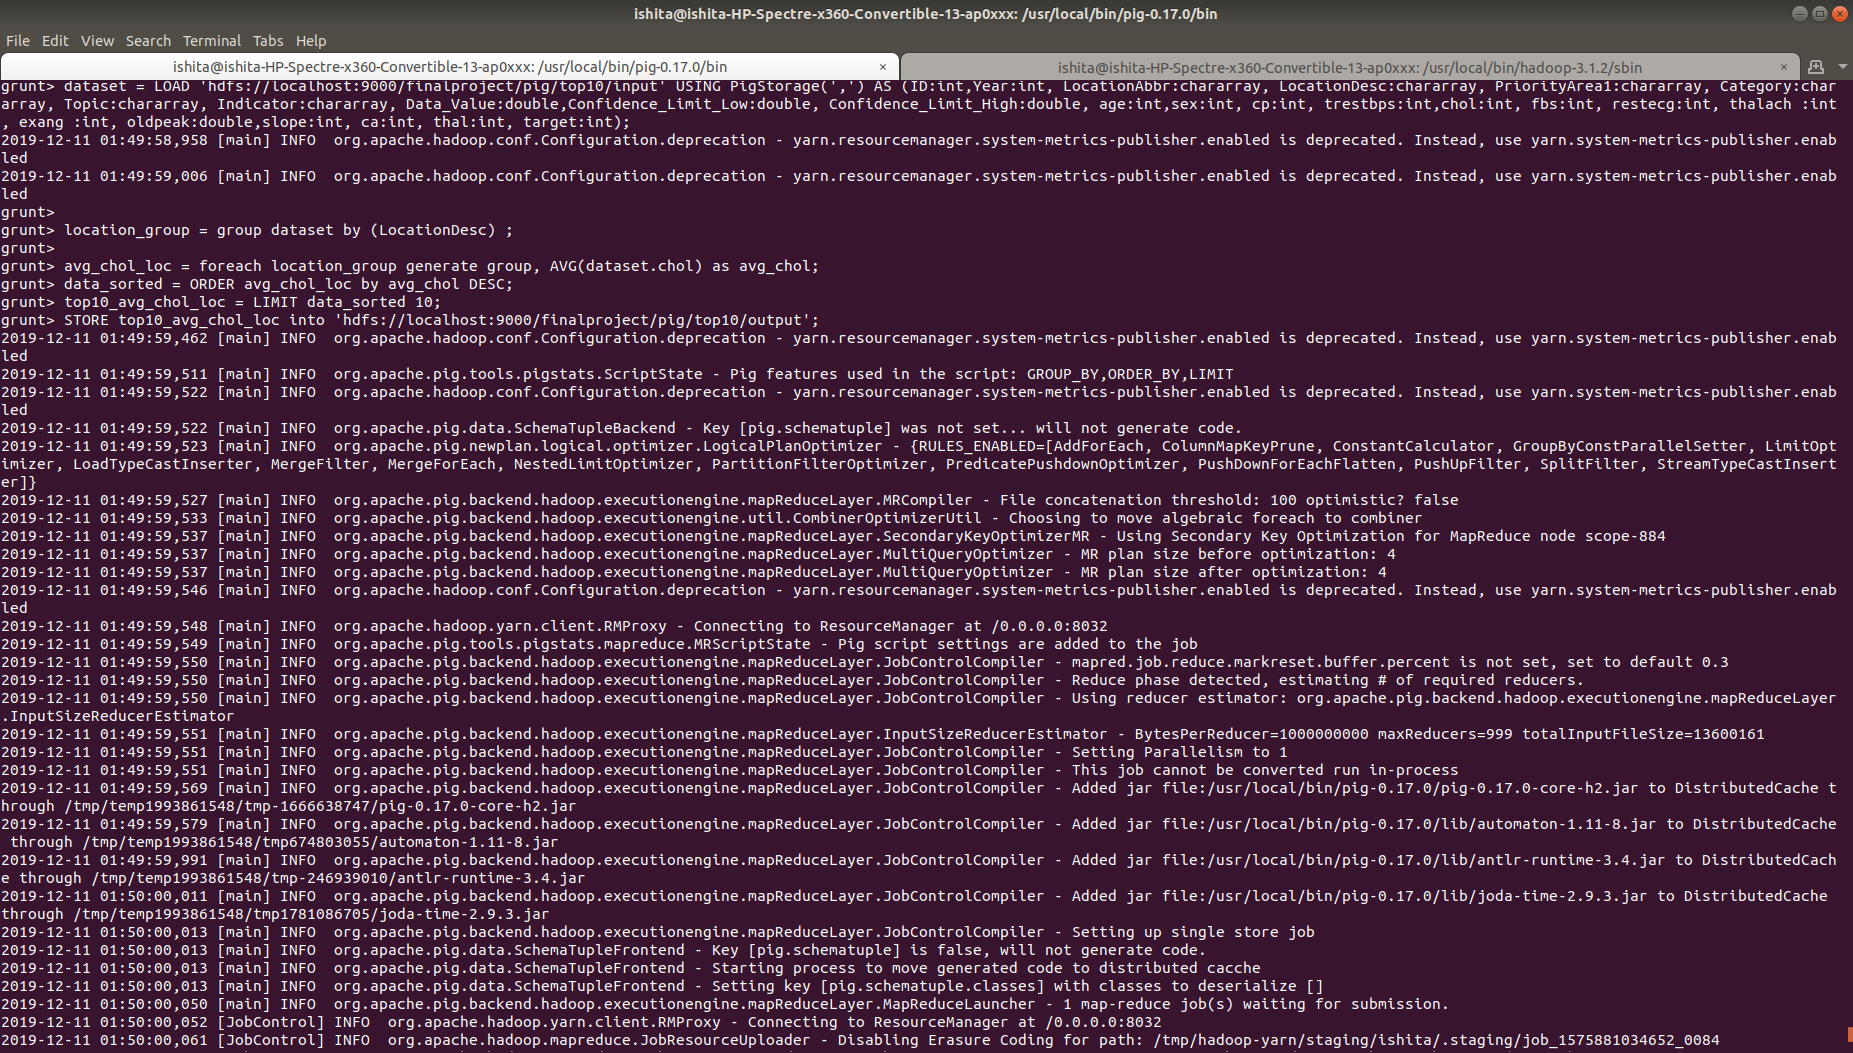 ishita@ishita-HP-Spectre-x360-Convertible-13-ap0xxx: /usr/local/bin/pig-0.17.0/bin
File Edit View Search Terminal Tabs Help
ishita@ishita-HP-Spectre-x360-Convertible-13-ap0xxx: /usr/local/bin/pig-0.17.0/bin × ishita@ishita-HP-Spectre-x360-Convertible-13-ap0xxx: /usr/local/bin/hadoop-3.1.2/sbin ×
grunt> dataset = LOAD 'hdfs://localhost:9000/finalproject/pig/top10/input' USING PigStorage(',') AS (ID:int,Year:int, LocationAbbr:chararray, LocationDesc:chararray, PriorityArea1:chararray, Category:char
array, Topic:chararray, Indicator:chararray, Data_Value:double,Confidence_Limit_Low:double, Confidence_Limit_High:double, age:int,sex:int, cp:int, trestbps:int,chol:int, fbs:int, restecg:int, thalach :int
, exang :int, oldpeak:double,slope:int, ca:int, thal:int, target:int);
2019-12-11 01:49:58,958 [main] INFO  org.apache.hadoop.conf.Configuration.deprecation - yarn.resourcemanager.system-metrics-publisher.enabled is deprecated. Instead, use yarn.system-metrics-publisher.enab
led
2019-12-11 01:49:59,006 [main] INFO  org.apache.hadoop.conf.Configuration.deprecation - yarn.resourcemanager.system-metrics-publisher.enabled is deprecated. Instead, use yarn.system-metrics-publisher.enab
led
grunt>
grunt> location_group = group dataset by (LocationDesc) ;
grunt>
grunt> avg_chol_loc = foreach location_group generate group, AVG(dataset.chol) as avg_chol;
grunt> data_sorted = ORDER avg_chol_loc by avg_chol DESC;
grunt> top10_avg_chol_loc = LIMIT data_sorted 10;
grunt> STORE top10_avg_chol_loc into 'hdfs://localhost:9000/finalproject/pig/top10/output';
2019-12-11 01:49:59,462 [main] INFO  org.apache.hadoop.conf.Configuration.deprecation - yarn.resourcemanager.system-metrics-publisher.enabled is deprecated. Instead, use yarn.system-metrics-publisher.enab
led
2019-12-11 01:49:59,511 [main] INFO  org.apache.pig.tools.pigstats.ScriptState - Pig features used in the script: GROUP_BY,ORDER_BY,LIMIT
2019-12-11 01:49:59,522 [main] INFO  org.apache.hadoop.conf.Configuration.deprecation - yarn.resourcemanager.system-metrics-publisher.enabled is deprecated. Instead, use yarn.system-metrics-publisher.enab
led
2019-12-11 01:49:59,522 [main] INFO  org.apache.pig.data.SchemaTupleBackend - Key [pig.schematuple] was not set... will not generate code.
2019-12-11 01:49:59,523 [main] INFO  org.apache.pig.newplan.logical.optimizer.LogicalPlanOptimizer - {RULES_ENABLED=[AddForEach, ColumnMapKeyPrune, ConstantCalculator, GroupByConstParallelSetter, LimitOpt
imizer, LoadTypeCastInserter, MergeFilter, MergeForEach, NestedLimitOptimizer, PartitionFilterOptimizer, PredicatePushdownOptimizer, PushDownForEachFlatten, PushUpFilter, SplitFilter, StreamTypeCastInsert
er]}
2019-12-11 01:49:59,527 [main] INFO  org.apache.pig.backend.hadoop.executionengine.mapReduceLayer.MRCompiler - File concatenation threshold: 100 optimistic? false
2019-12-11 01:49:59,533 [main] INFO  org.apache.pig.backend.hadoop.executionengine.util.CombinerOptimizerUtil - Choosing to move algebraic foreach to combiner
2019-12-11 01:49:59,537 [main] INFO  org.apache.pig.backend.hadoop.executionengine.mapReduceLayer.SecondaryKeyOptimizerMR - Using Secondary Key Optimization for MapReduce node scope-884
2019-12-11 01:49:59,537 [main] INFO  org.apache.pig.backend.hadoop.executionengine.mapReduceLayer.MultiQueryOptimizer - MR plan size before optimization: 4
2019-12-11 01:49:59,537 [main] INFO  org.apache.pig.backend.hadoop.executionengine.mapReduceLayer.MultiQueryOptimizer - MR plan size after optimization: 4
2019-12-11 01:49:59,546 [main] INFO  org.apache.hadoop.conf.Configuration.deprecation - yarn.resourcemanager.system-metrics-publisher.enabled is deprecated. Instead, use yarn.system-metrics-publisher.enab
led
2019-12-11 01:49:59,548 [main] INFO  org.apache.hadoop.yarn.client.RMProxy - Connecting to ResourceManager at /0.0.0.0:8032
2019-12-11 01:49:59,549 [main] INFO  org.apache.pig.tools.pigstats.mapreduce.MRScriptState - Pig script settings are added to the job
2019-12-11 01:49:59,550 [main] INFO  org.apache.pig.backend.hadoop.executionengine.mapReduceLayer.JobControlCompiler - mapred.job.reduce.markreset.buffer.percent is not set, set to default 0.3
2019-12-11 01:49:59,550 [main] INFO  org.apache.pig.backend.hadoop.executionengine.mapReduceLayer.JobControlCompiler - Reduce phase detected, estimating # of required reducers.
2019-12-11 01:49:59,550 [main] INFO  org.apache.pig.backend.hadoop.executionengine.mapReduceLayer.JobControlCompiler - Using reducer estimator: org.apache.pig.backend.hadoop.executionengine.mapReduceLayer
.InputSizeReducerEstimator
2019-12-11 01:49:59,551 [main] INFO  org.apache.pig.backend.hadoop.executionengine.mapReduceLayer.InputSizeReducerEstimator - BytesPerReducer=1000000000 maxReducers=999 totalInputFileSize=13600161
2019-12-11 01:49:59,551 [main] INFO  org.apache.pig.backend.hadoop.executionengine.mapReduceLayer.JobControlCompiler - Setting Parallelism to 1
2019-12-11 01:49:59,551 [main] INFO  org.apache.pig.backend.hadoop.executionengine.mapReduceLayer.JobControlCompiler - This job cannot be converted run in-process
2019-12-11 01:49:59,569 [main] INFO  org.apache.pig.backend.hadoop.executionengine.mapReduceLayer.JobControlCompiler - Added jar file:/usr/local/bin/pig-0.17.0/pig-0.17.0-core-h2.jar to DistributedCache t
hrough /tmp/temp1993861548/tmp-1666638747/pig-0.17.0-core-h2.jar
2019-12-11 01:49:59,579 [main] INFO  org.apache.pig.backend.hadoop.executionengine.mapReduceLayer.JobControlCompiler - Added jar file:/usr/local/bin/pig-0.17.0/lib/automaton-1.11-8.jar to DistributedCache
 through /tmp/temp1993861548/tmp674803055/automaton-1.11-8.jar
2019-12-11 01:49:59,991 [main] INFO  org.apache.pig.backend.hadoop.executionengine.mapReduceLayer.JobControlCompiler - Added jar file:/usr/local/bin/pig-0.17.0/lib/antlr-runtime-3.4.jar to DistributedCach
e through /tmp/temp1993861548/tmp-246939010/antlr-runtime-3.4.jar
2019-12-11 01:50:00,011 [main] INFO  org.apache.pig.backend.hadoop.executionengine.mapReduceLayer.JobControlCompiler - Added jar file:/usr/local/bin/pig-0.17.0/lib/joda-time-2.9.3.jar to DistributedCache
through /tmp/temp1993861548/tmp1781086705/joda-time-2.9.3.jar
2019-12-11 01:50:00,013 [main] INFO  org.apache.pig.backend.hadoop.executionengine.mapReduceLayer.JobControlCompiler - Setting up single store job
2019-12-11 01:50:00,013 [main] INFO  org.apache.pig.data.SchemaTupleFrontend - Key [pig.schematuple] is false, will not generate code.
2019-12-11 01:50:00,013 [main] INFO  org.apache.pig.data.SchemaTupleFrontend - Starting process to move generated code to distributed cacche
2019-12-11 01:50:00,013 [main] INFO  org.apache.pig.data.SchemaTupleFrontend - Setting key [pig.schematuple.classes] with classes to deserialize []
2019-12-11 01:50:00,050 [main] INFO  org.apache.pig.backend.hadoop.executionengine.mapReduceLayer.MapReduceLauncher - 1 map-reduce job(s) waiting for submission.
2019-12-11 01:50:00,052 [JobControl] INFO  org.apache.hadoop.yarn.client.RMProxy - Connecting to ResourceManager at /0.0.0.0:8032
2019-12-11 01:50:00,061 [JobControl] INFO  org.apache.hadoop.mapreduce.JobResourceUploader - Disabling Erasure Coding for path: /tmp/hadoop-yarn/staging/ishita/.staging/job_1575881034652_0084